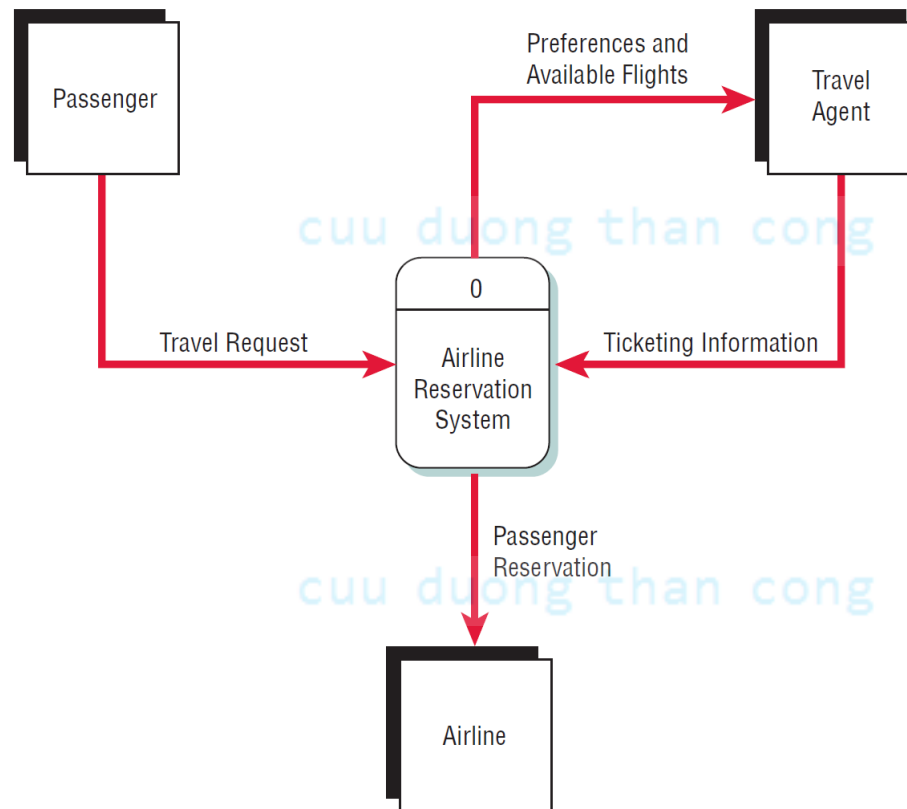 Preferences and
Available Flights
Passenger
Travel
Agent
cuu duong than cong
0
Travel Request
Airline
Reservation
System
Ticketing Information
Passenger
Reservation
cuu duong than cong
Airline